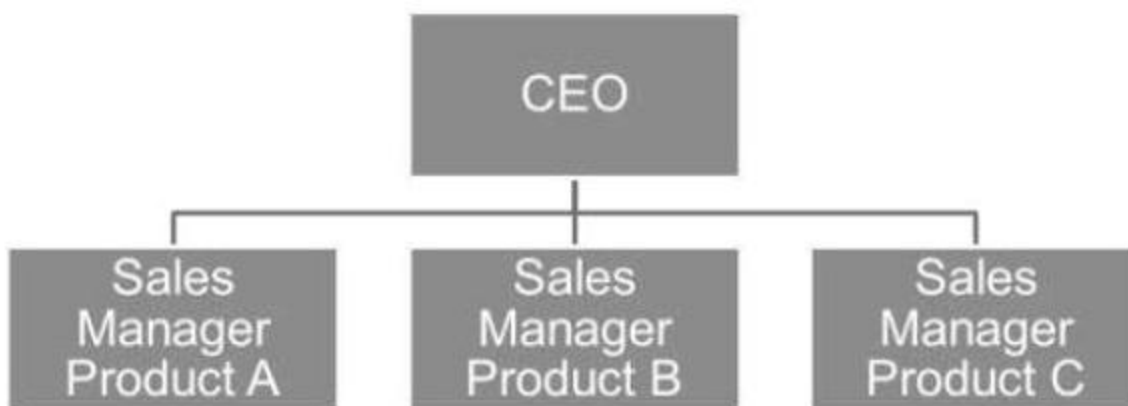 CEO
Sales
Manager
Product A
Sales
Manager
Product B
Sales
Manager
Product C